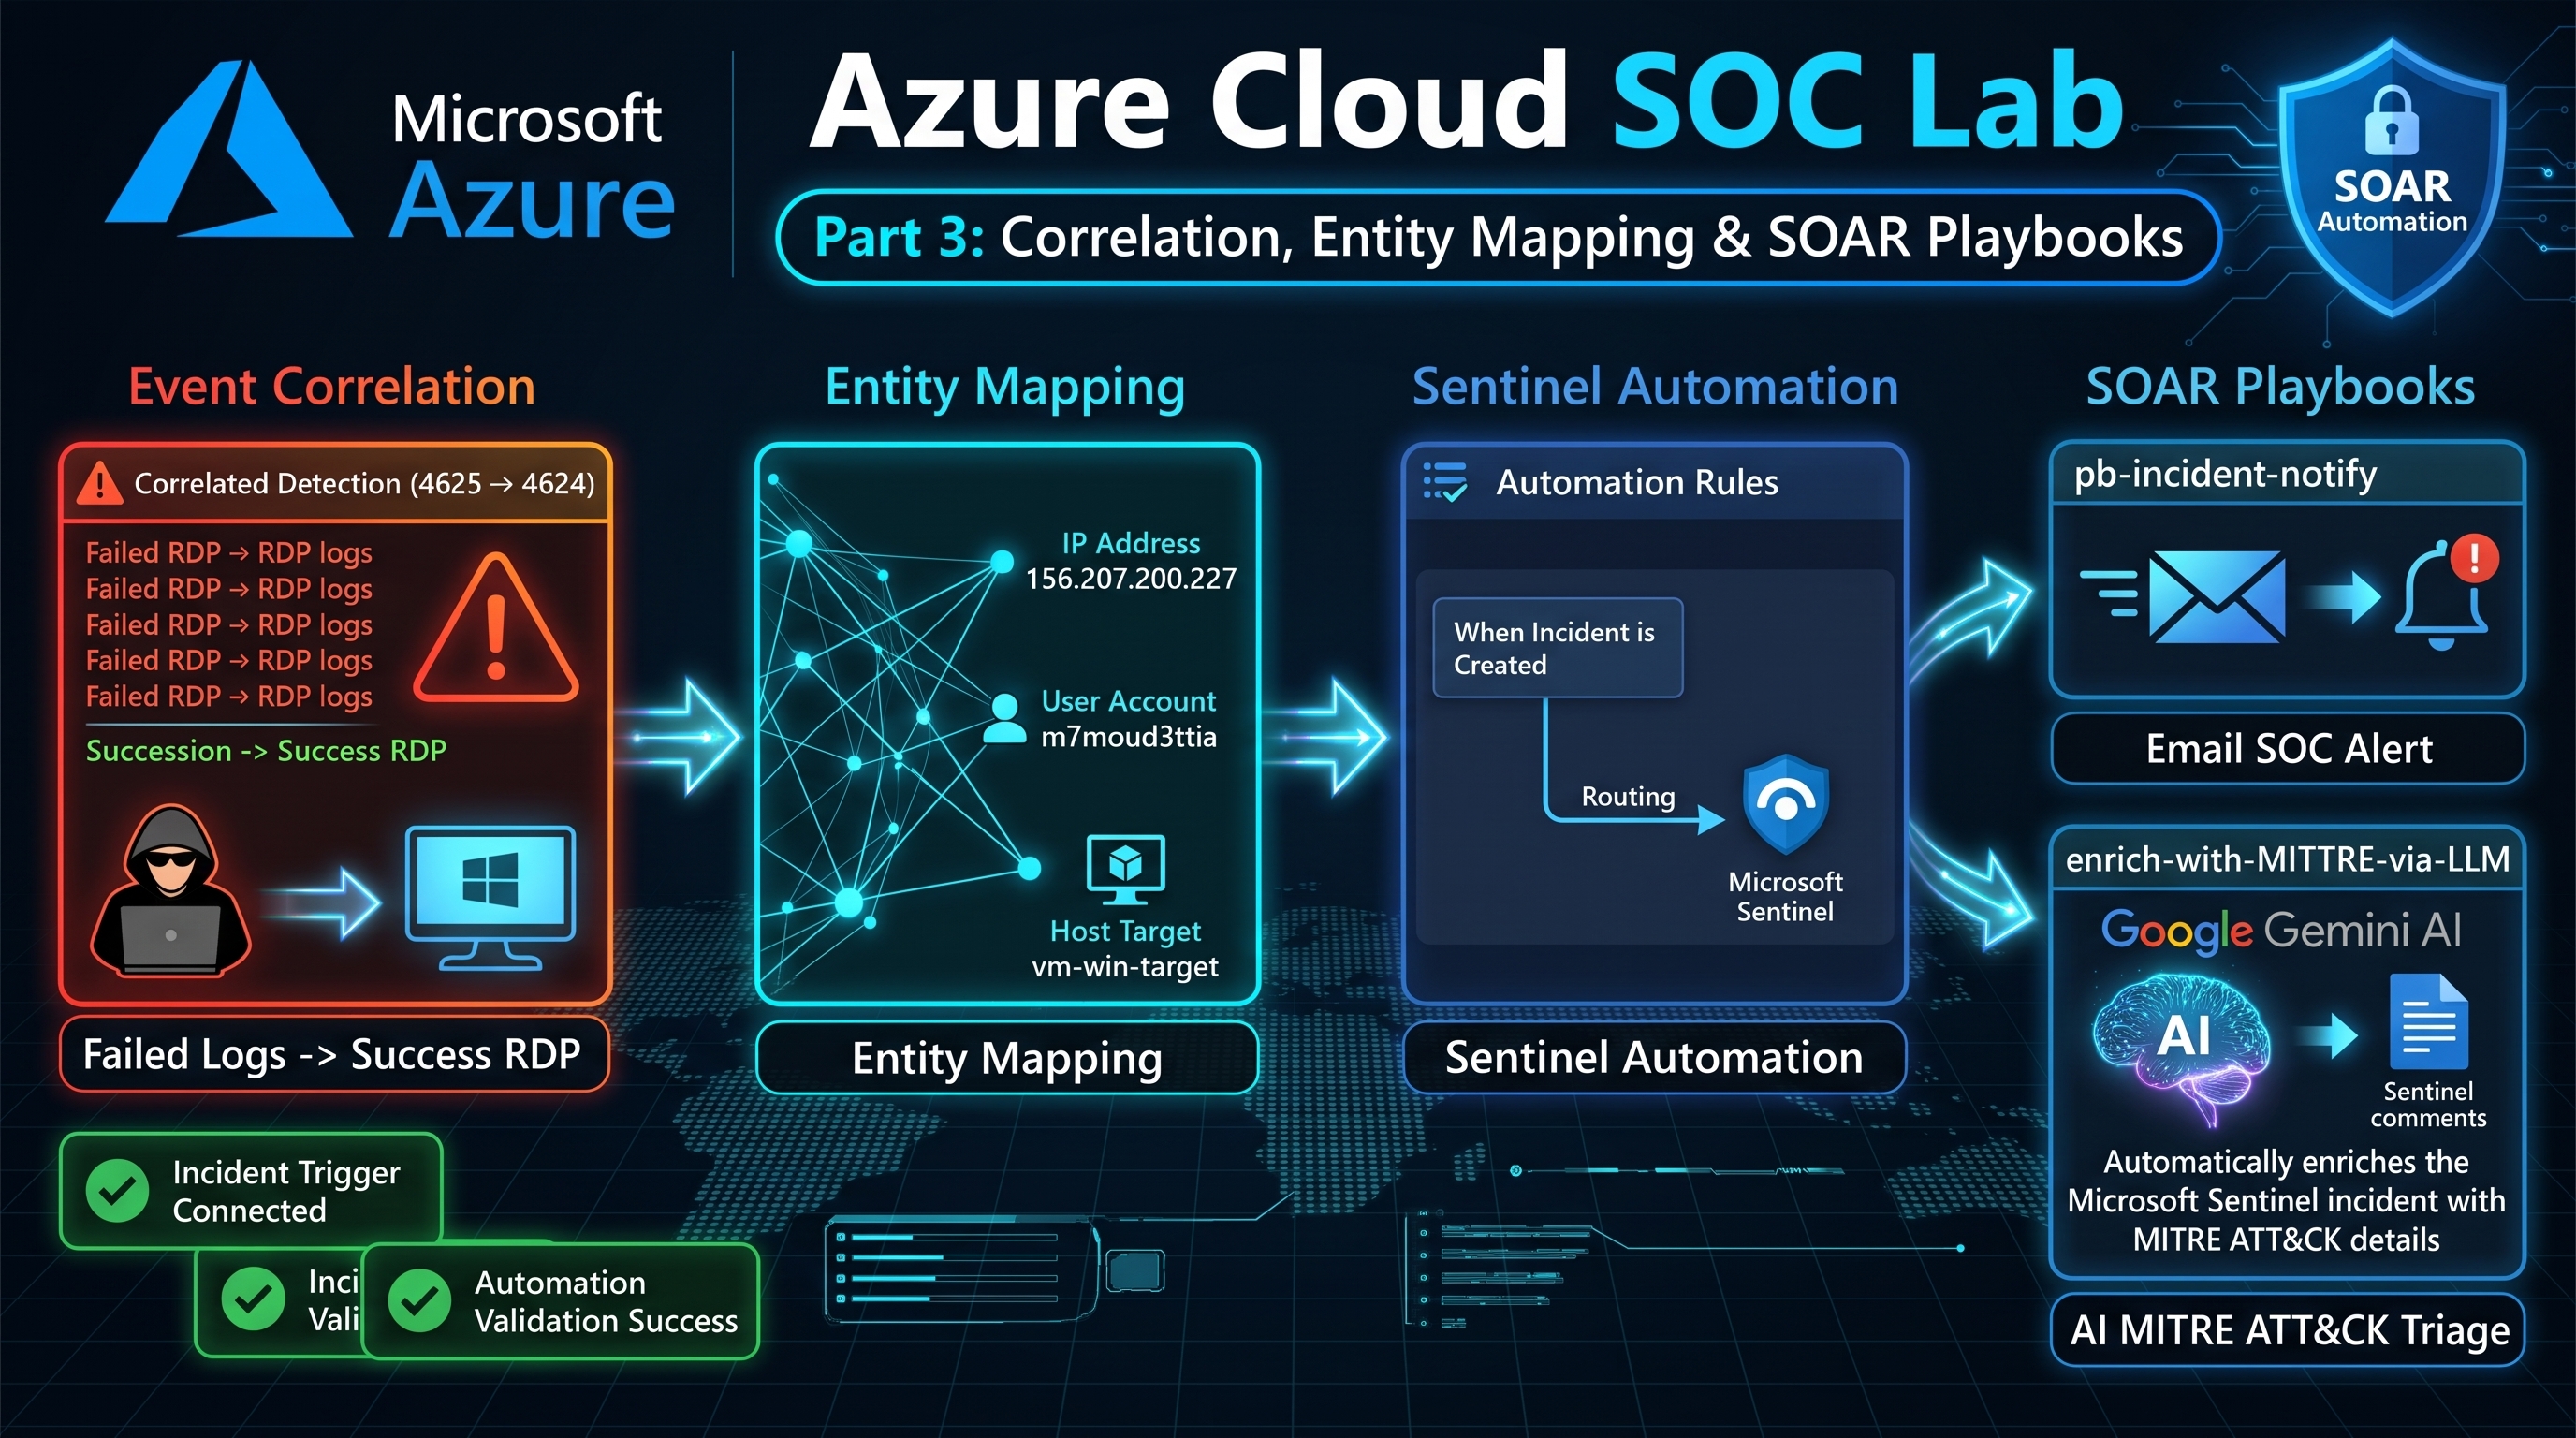 Microsoft
Azure
Azure Cloud SOC Lab
Part 3: Correlation, Entity Mapping & SOAR Playbooks
SOAR
Automation
Event Correlation
Correlated Detection (4625 → 4624)
Failed RDP → RDP logs
Failed RDP → RDP logs
Failed RDP → RDP logs
Failed RDP → RDP logs
Failed RDP → RDP logs
Succession -> Success RDP
Failed Logs -> Success RDP
Entity Mapping
IP Address
156.207.200.227
User Account
m7moud3ttia
Host Target
vm-win-target
Entity Mapping
Sentinel Automation
Automation Rules
When Incident is
Created
Routing
Microsoft
Sentinel
Sentinel Automation
SOAR Playbooks
pb-incident-notify
Email SOC Alert
enrich-with-MITTRE-via-LLM
Google Gemini AI
AI
Sentinel
comments
Automatically enriches the
Microsoft Sentinel incident with
MITRE ATT&CK details
AI MITRE ATT&CK Triage
Incident Trigger
Connected
Inci
Vali
Automation
Validation Success